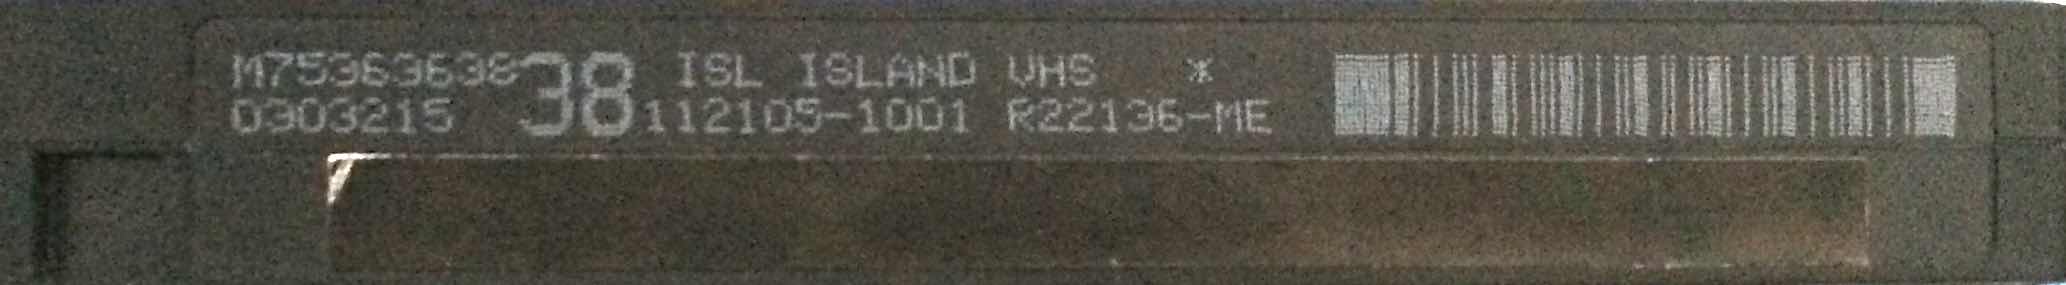 M75363638 38 ISL ISLAND VHS *
0303215 112105-1001 R22136-ME